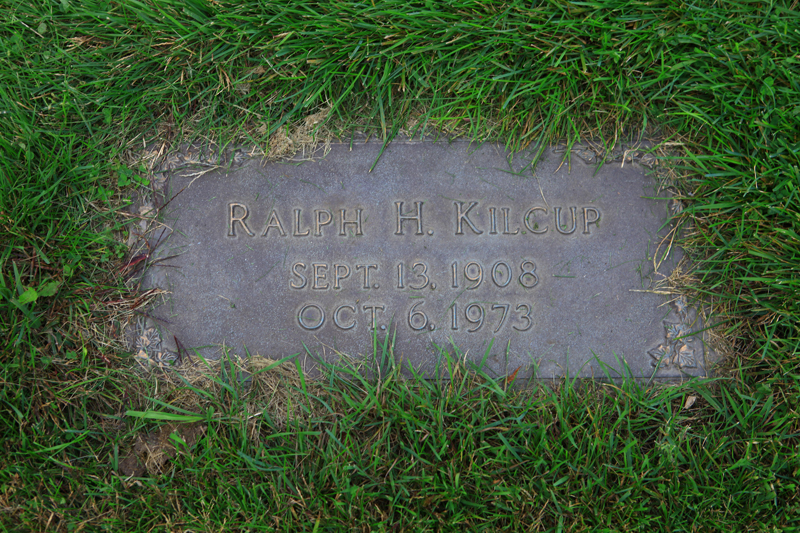 RALPH H. KILCUP
SEPT. 13, 1908 –
OCT. 6, 1973